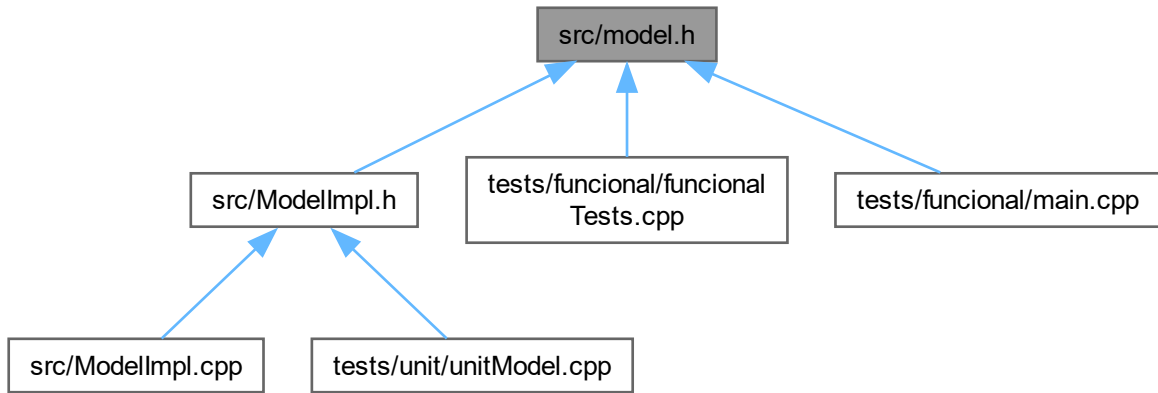 src/model.h
src/ModelImpl.h
tests/funcional/funcional
Tests.cpp
tests/funcional/main.cpp
src/ModelImpl.cpp
tests/unit/unitModel.cpp